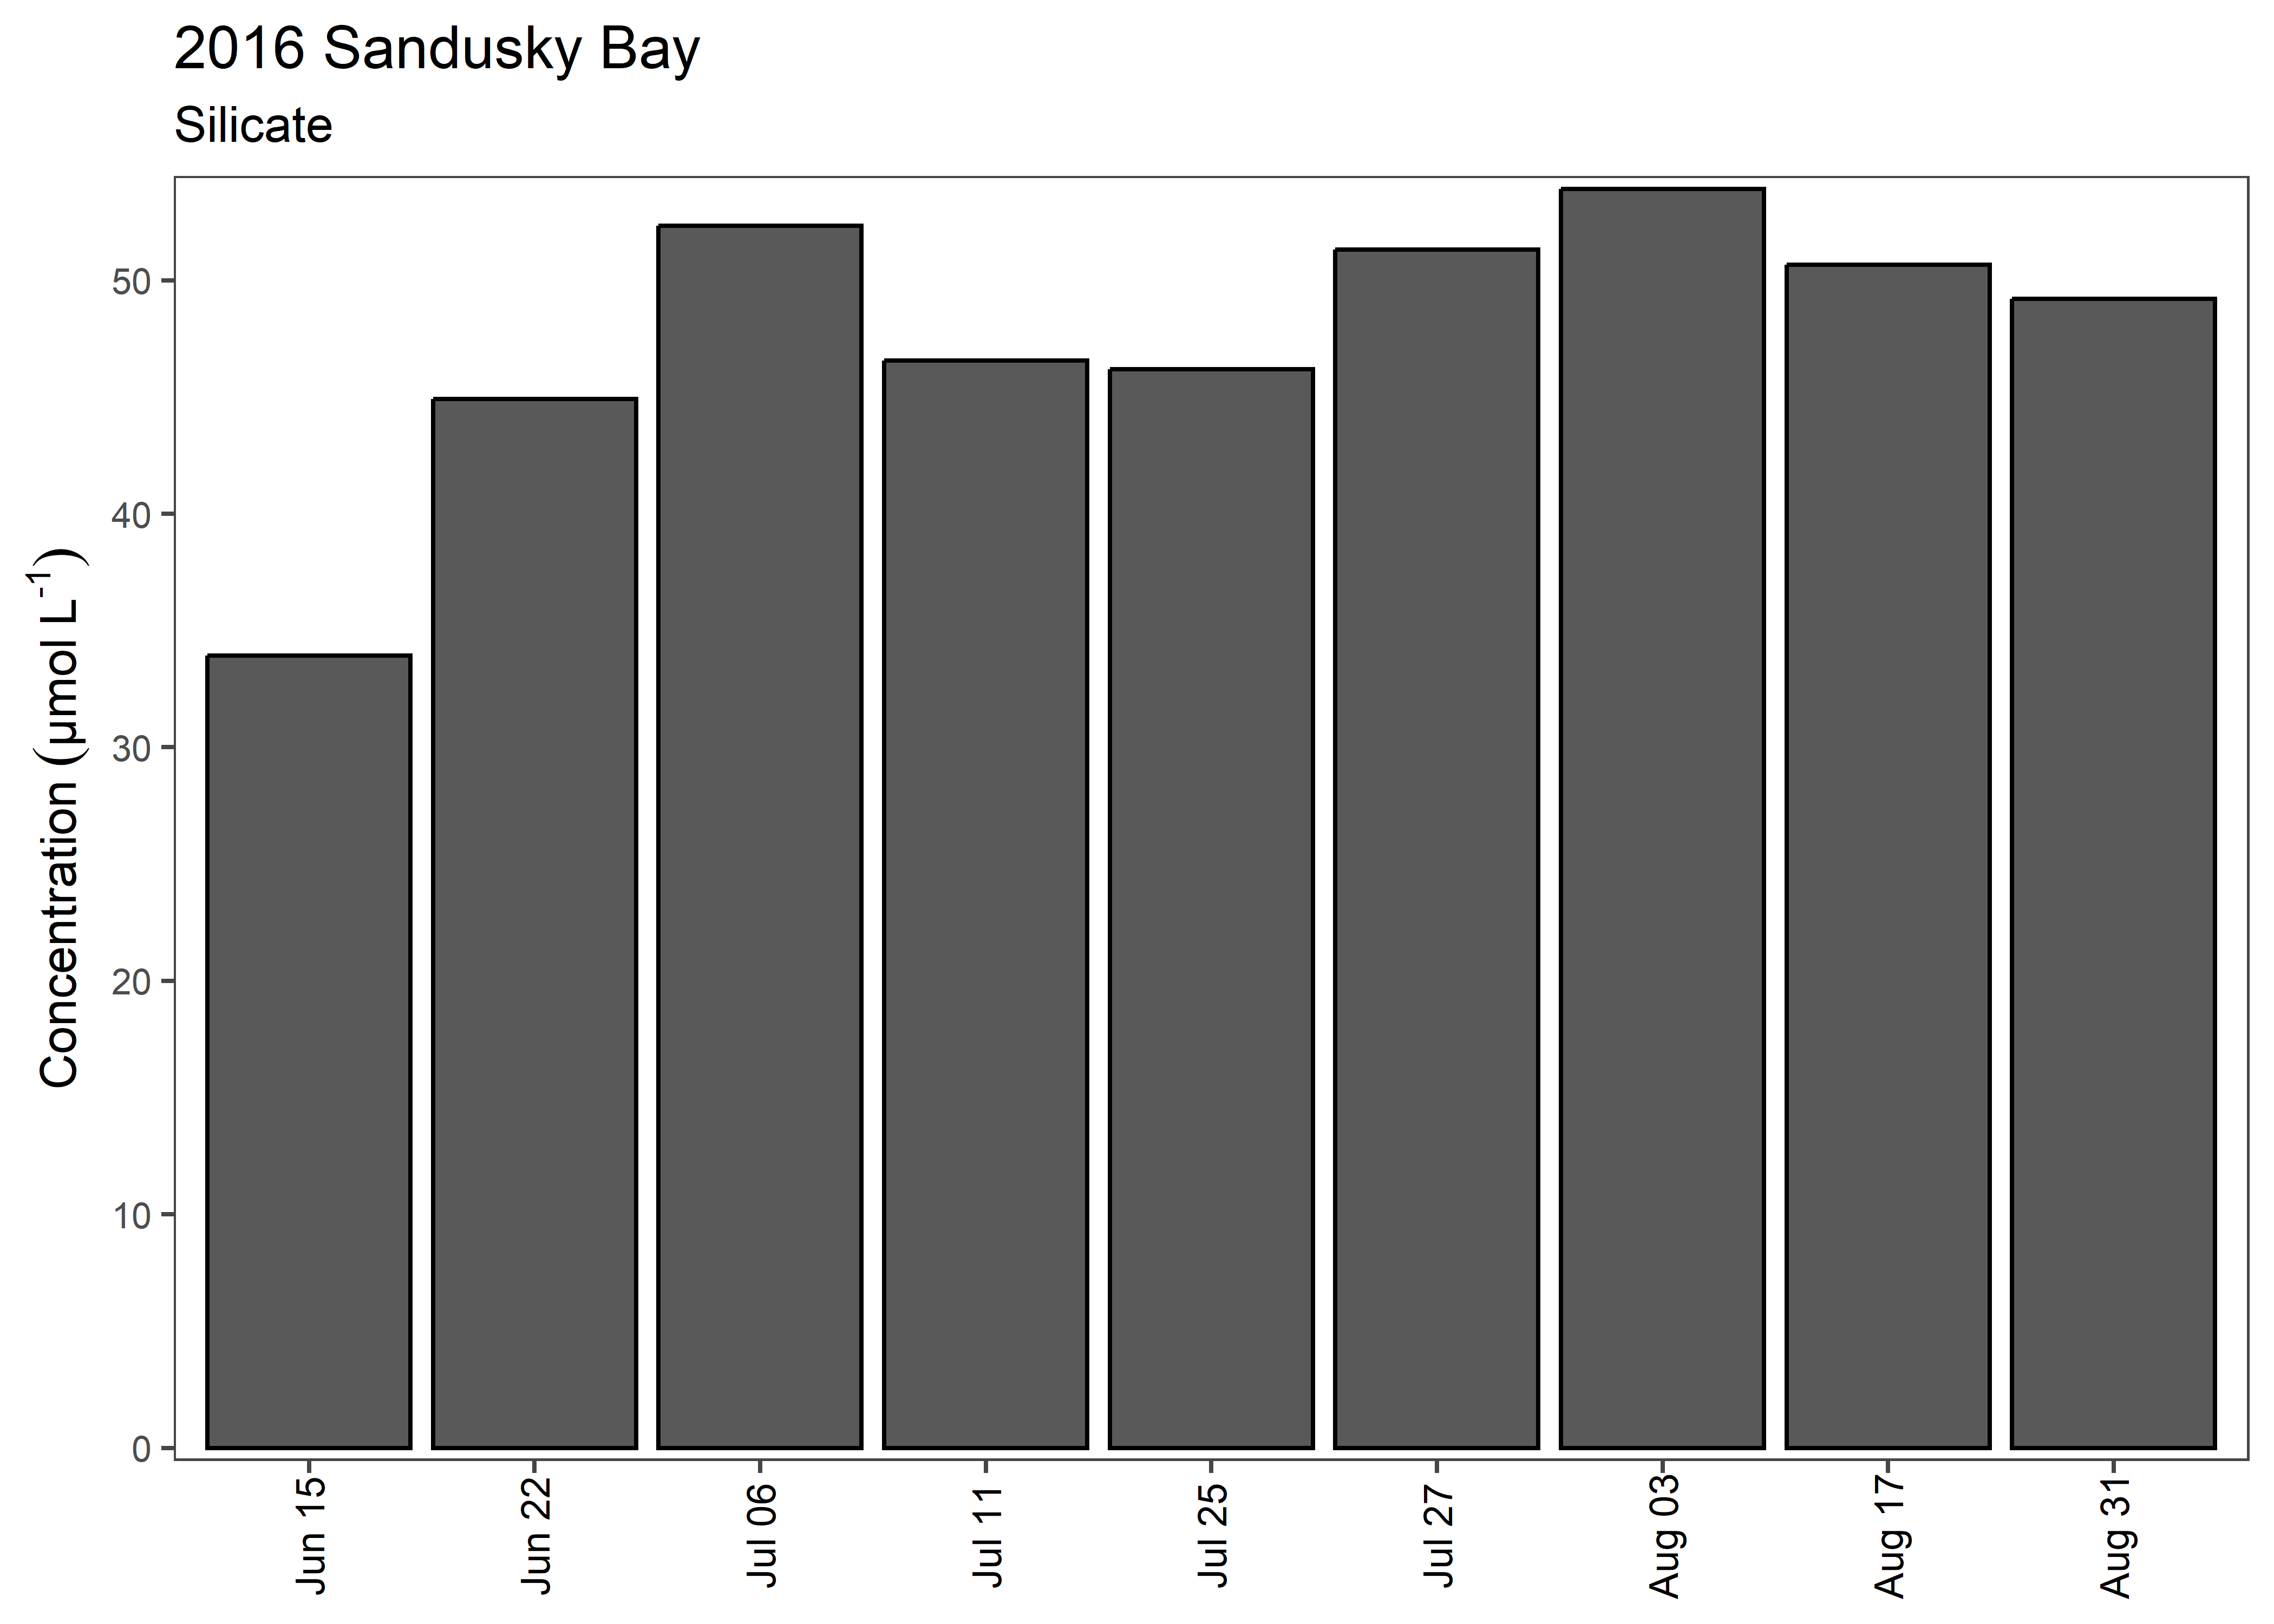 2016 Sandusky Bay
Silicate
Concentration (µmol L⁻¹)
50
40
30
20
10
0
Jun 15
Jun 22
Jul 06
Jul 11
Jul 25
Jul 27
Aug 03
Aug 17
Aug 31